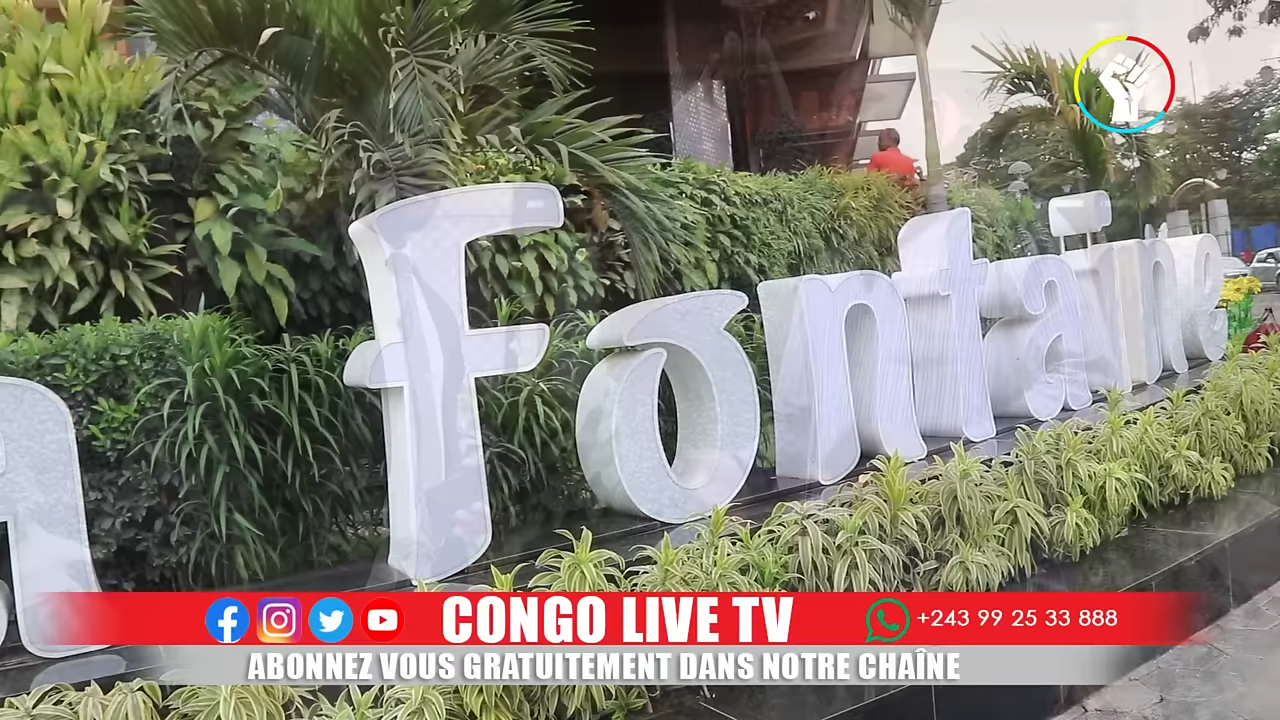 a Fontaine
CONGO LIVE TV
+243 99 25 33 888
ABONNEZ VOUS GRATUITEMENT DANS NOTRE CHAÎNE